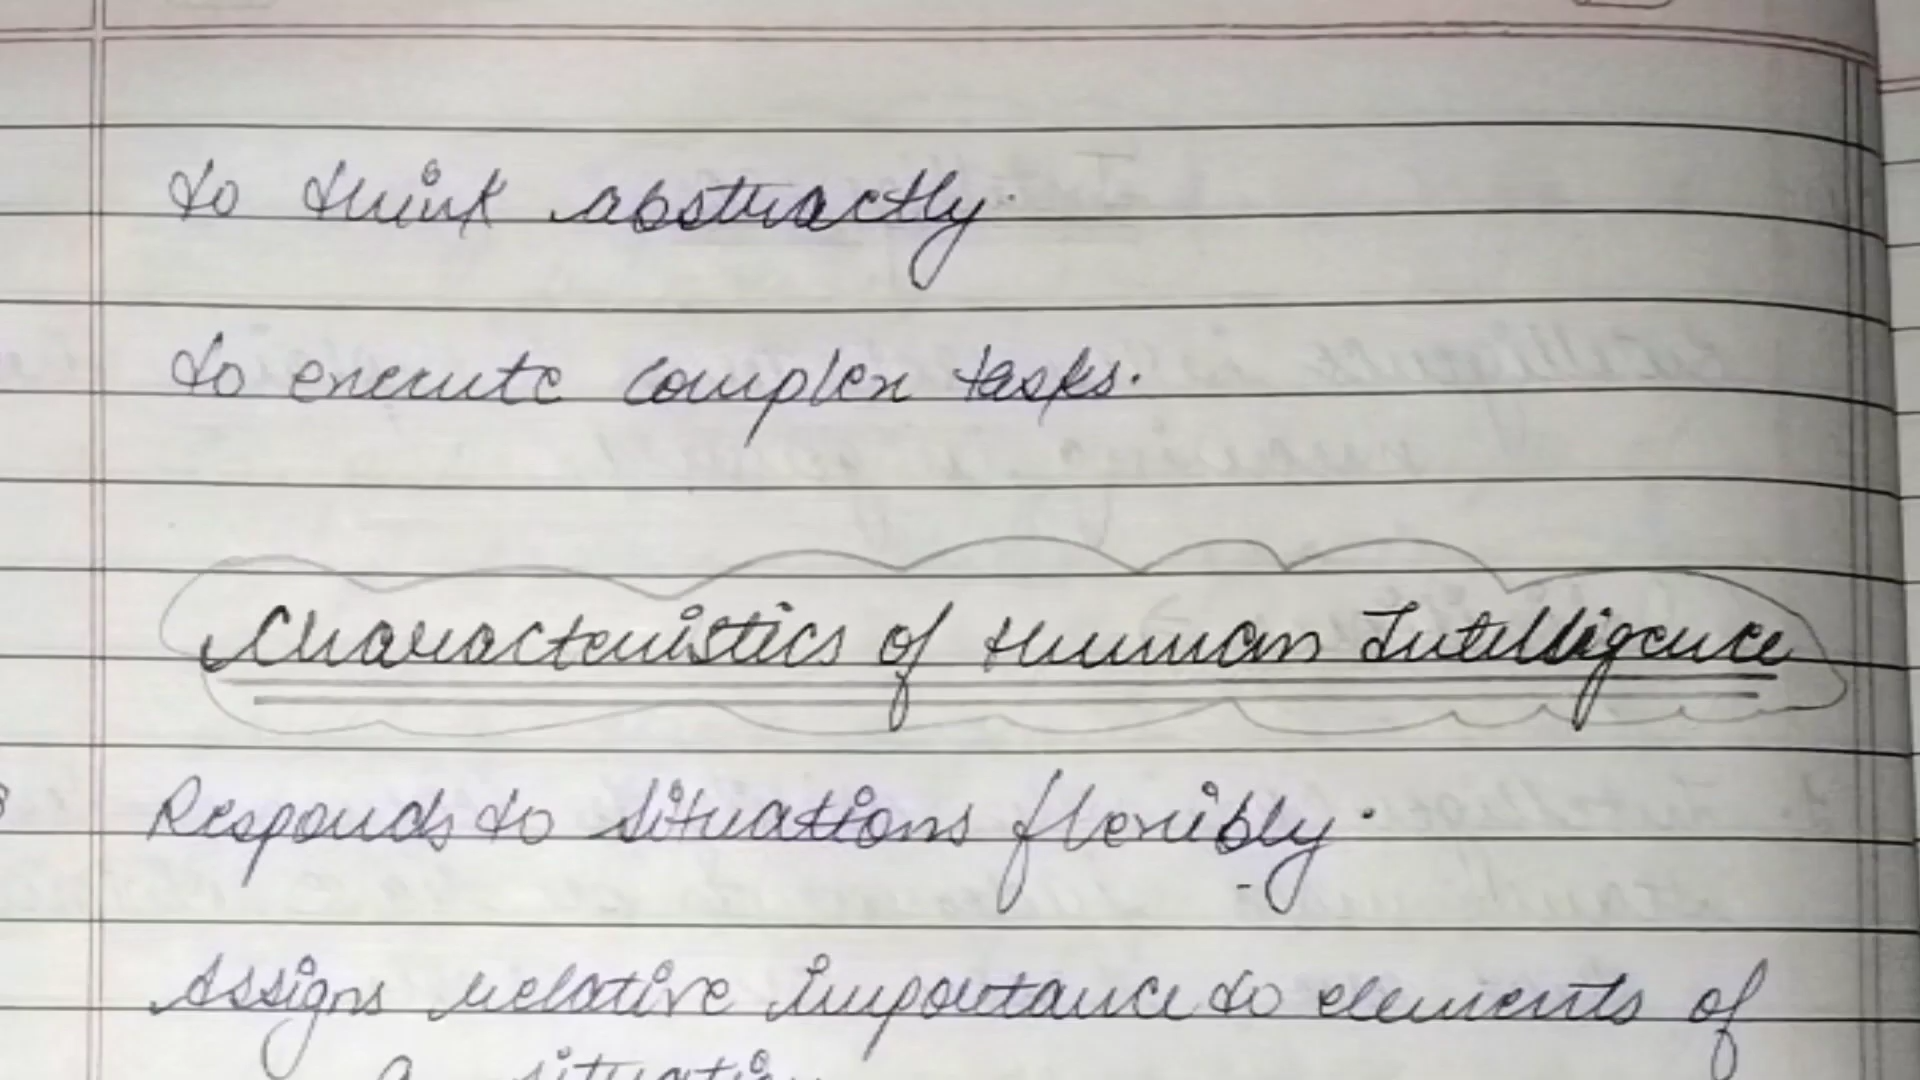 to think abstractly.
to execute complex tasks.
Characteristics of Human Intelligence
Responds to situations flexibly.
Assigns relative importance to elements of
a situation